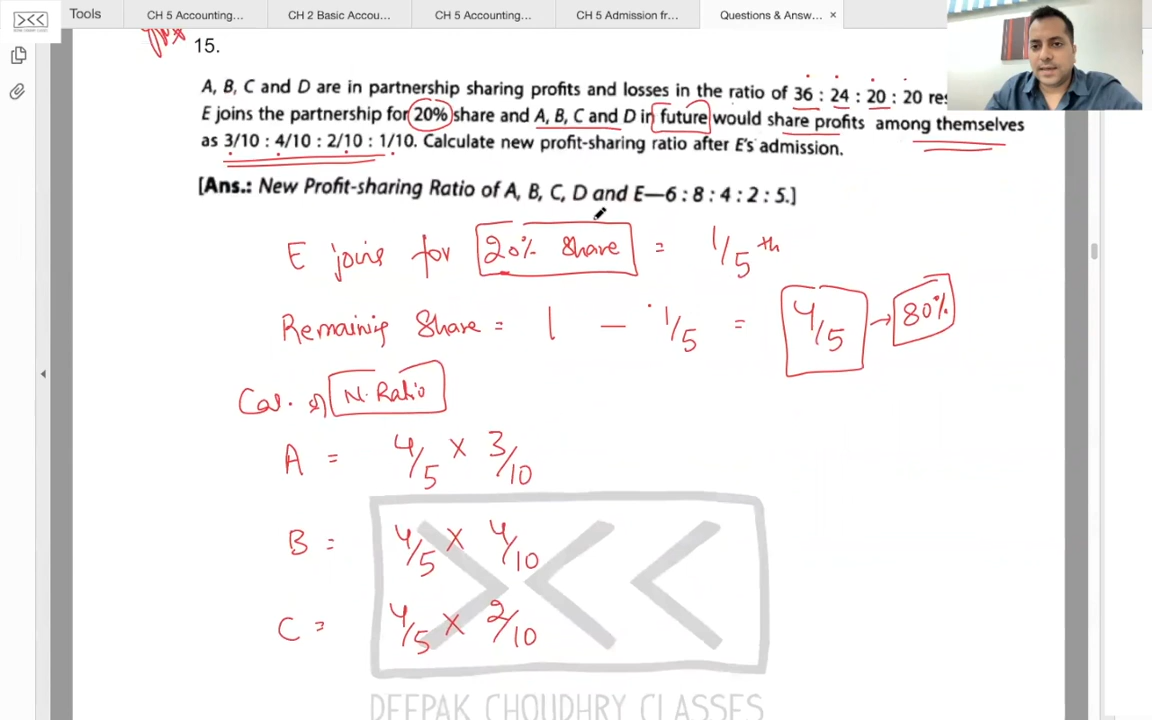 CH 5 Accounting... CH 2 Basic Accou... CH 5 Accounting... CH 5 Admission fr... Questions & Answ... ×
Tools
15.
A, B, C and D are in partnership sharing profits and losses in the ratio of 36 : 24 : 20 : 20 res
E joins the partnership for 20% share and A, B, C and D in future would share profits among themselves
as 3/10 : 4/10 : 2/10 : 1/10. Calculate new profit-sharing ratio after E's admission.
[Ans.: New Profit-sharing Ratio of A, B, C, D and E—6 : 8 : 4 : 2 : 5.]
E joins for 20% Share = 1/5 th
Remaining Share = 1 - 1/5 = 4/5 → 80%
Cal. of N. Ratio
A = 4/5 × 3/10
B = 4/5 × 4/10
C = 4/5 × 2/10
DEEPAK CHOUDHRY CLASSES